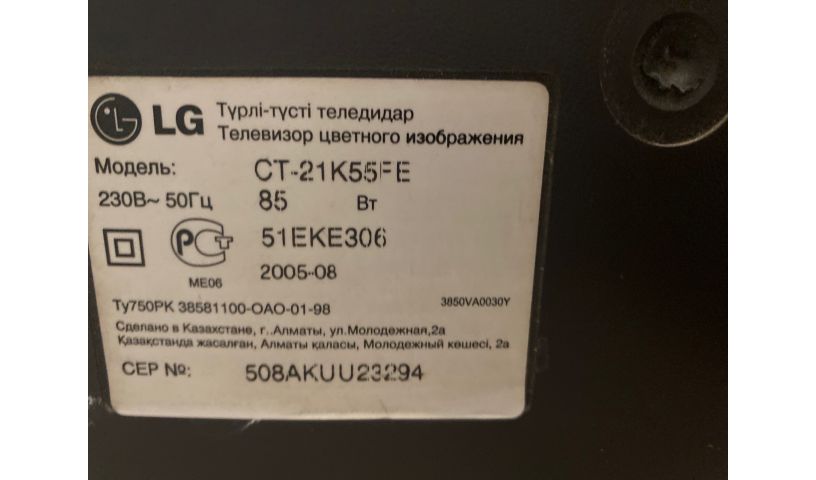 LG Түрлі-түсті теледидар
Телевизор цветного изображения
Модель: CT-21K55FE
230В~ 50Гц 85 Вт
РСТ 51EKE306
ME06 2005-08
Ту750РК 38581100-ОАО-01-98 3850VA0030Y
Сделано в Казахстане, г..Алматы, ул.Молодежная,2а
Қазақстанда жасалған, Алматы қаласы, Молодежный көшесі, 2а
СЕР №: 508AKUU23294